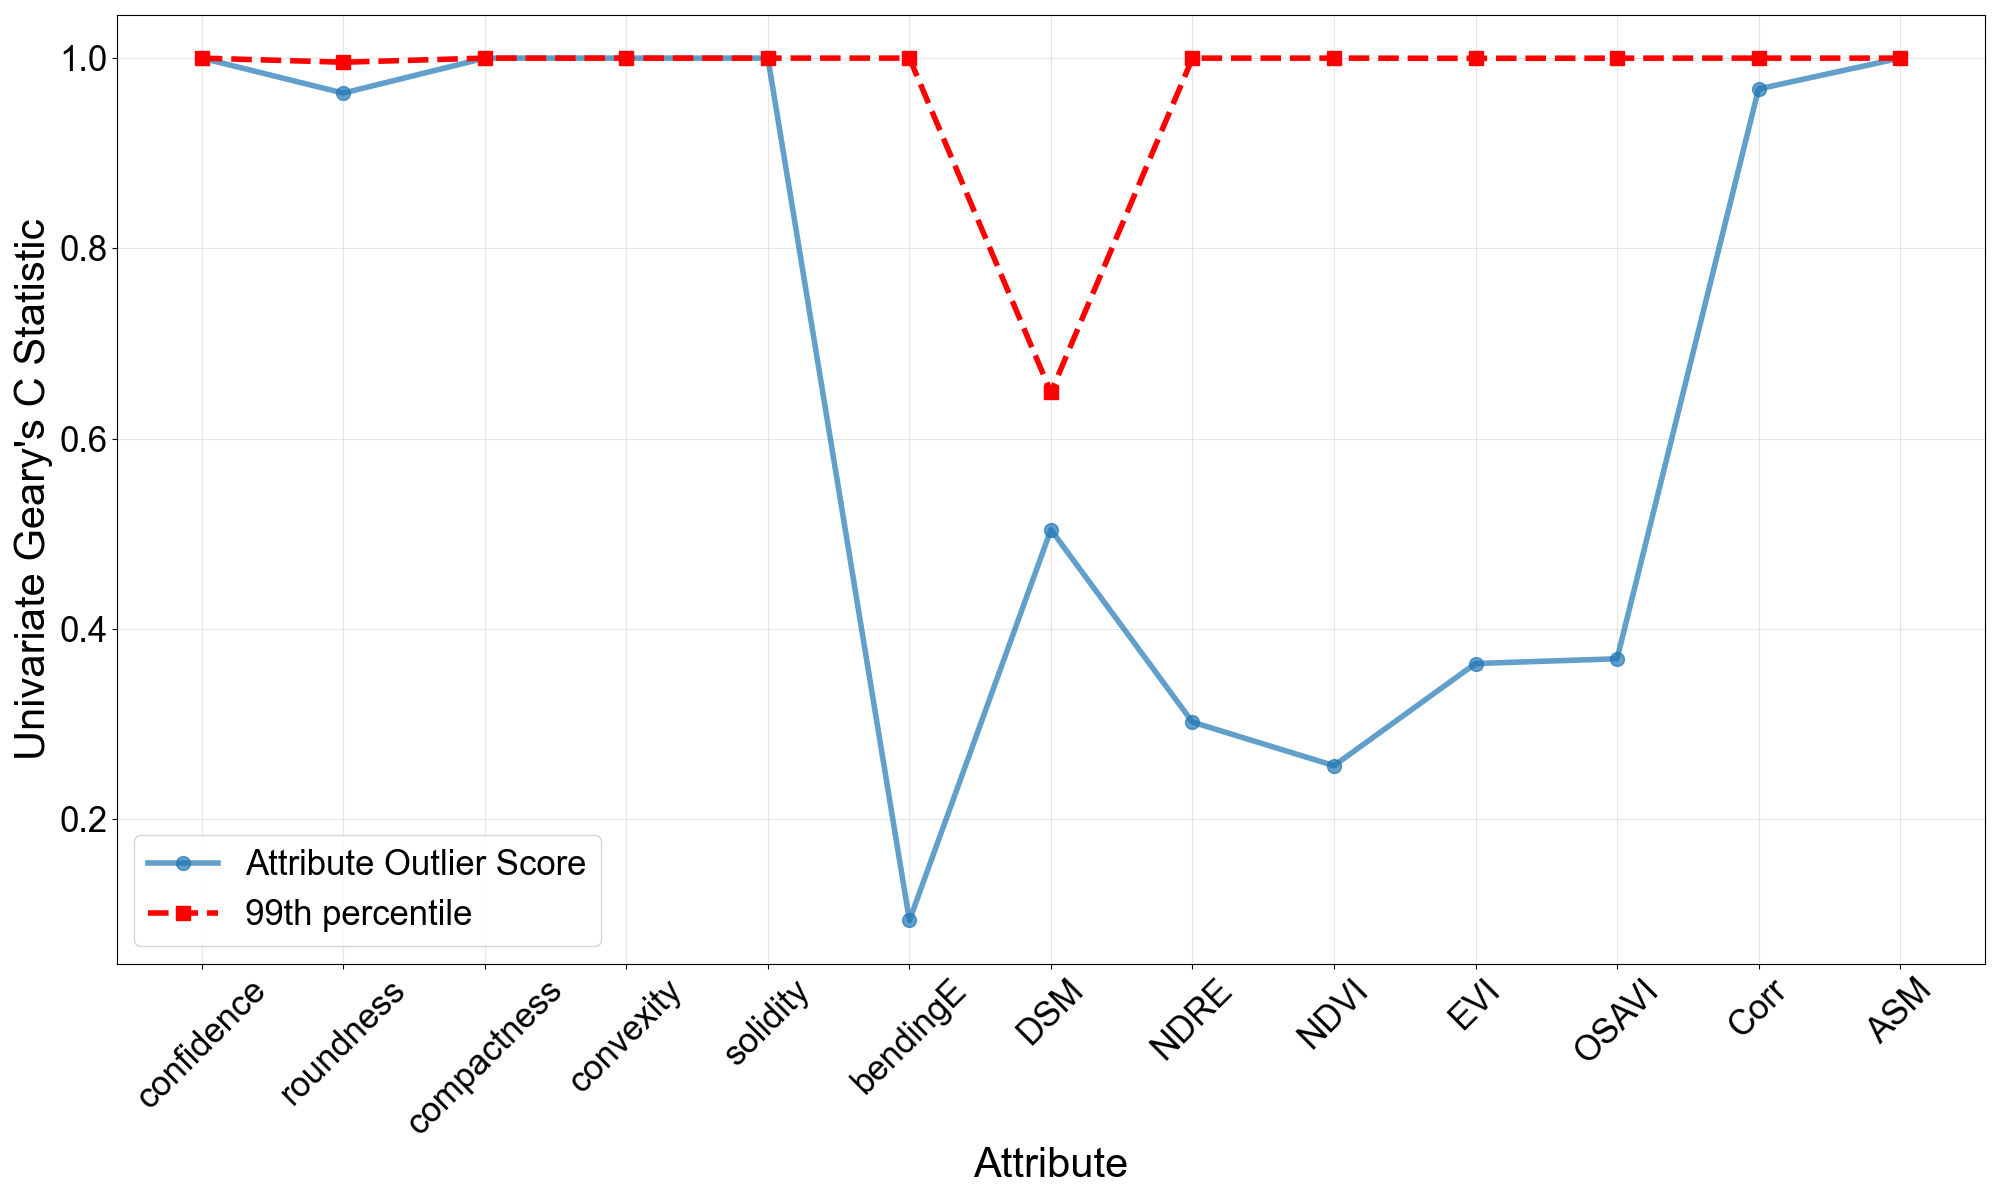 Univariate Geary's C Statistic
1.0
0.8
0.6
0.4
0.2
Attribute Outlier Score
99th percentile
confidence
roundness
compactness
convexity
solidity
bendingE
DSM
NDRE
NDVI
EVI
OSAVI
Corr
ASM
Attribute